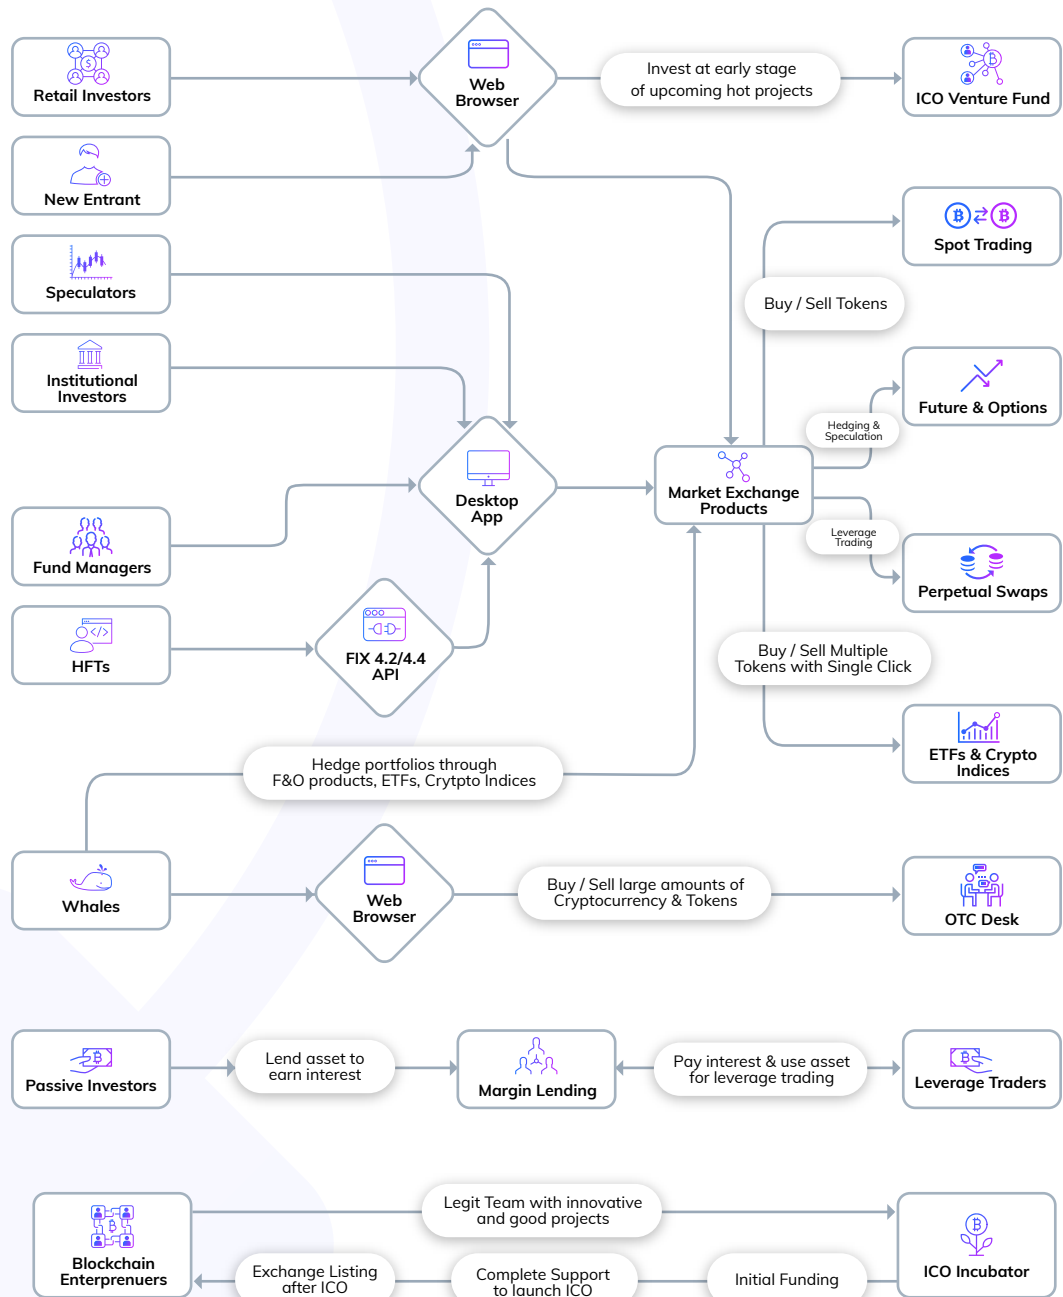 Retail Investors
Web
Browser
Invest at early stage
of upcoming hot projects
ICO Venture Fund
New Entrant
Spot Trading
Speculators
Buy / Sell Tokens
Institutional
Investors
Future & Options
Hedging &
Speculation
Desktop
App
Market Exchange
Products
Fund Managers
Leverage
Trading
Perpetual Swaps
HFTs
FIX 4.2/4.4
API
Buy / Sell Multiple
Tokens with Single Click
Hedge portfolios through
F&O products, ETFs, Crytpto Indices
ETFs & Crypto
Indices
Whales
Web
Browser
Buy / Sell large amounts of
Cryptocurrency & Tokens
OTC Desk
Passive Investors
Lend asset to
earn interest
Margin Lending
Pay interest & use asset
for leverage trading
Leverage Traders
Blockchain
Enterprenuers
Legit Team with innovative
and good projects
ICO Incubator
Exchange Listing
after ICO
Complete Support
to launch ICO
Initial Funding